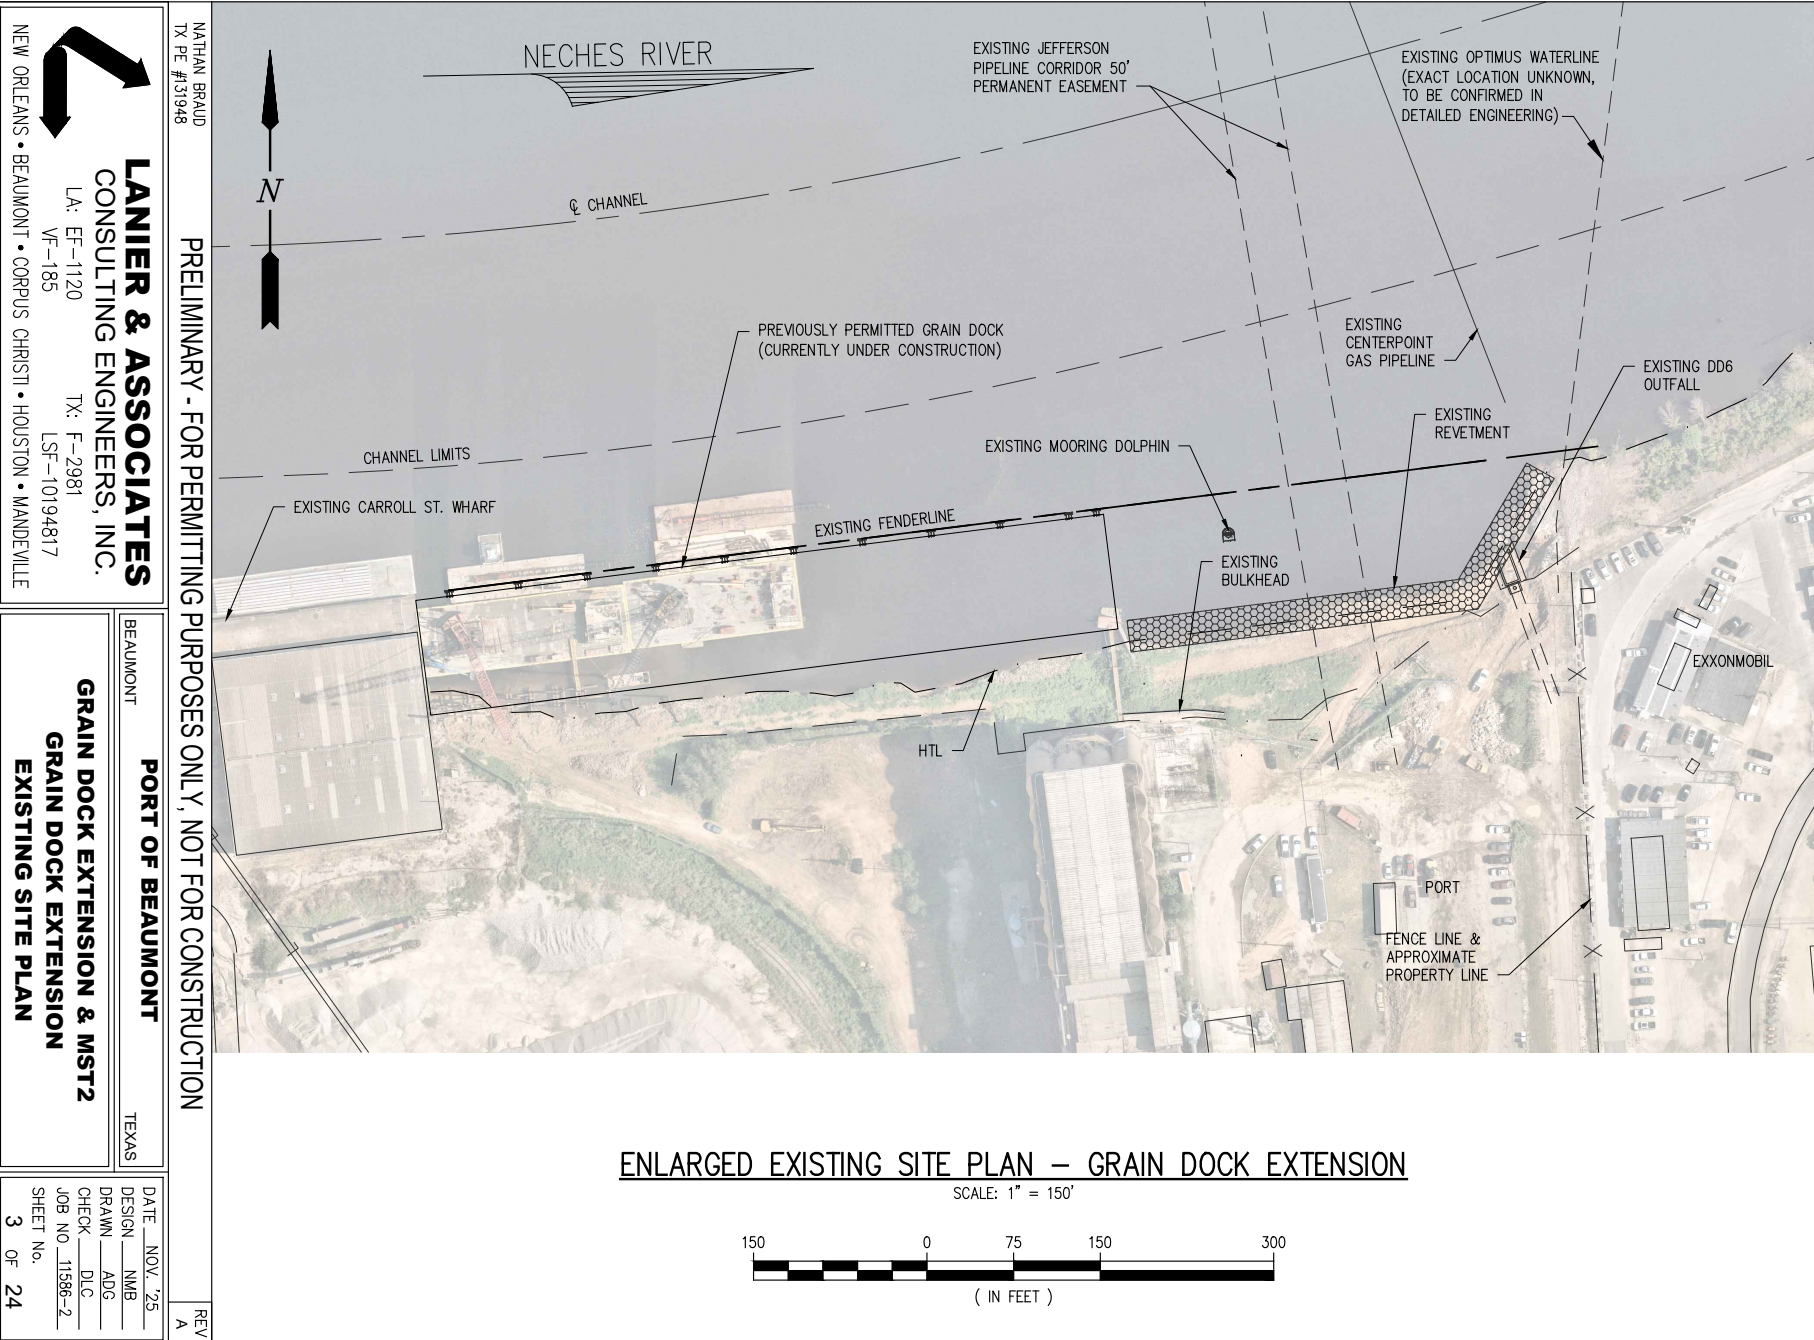 NECHES RIVER
EXISTING JEFFERSON
PIPELINE CORRIDOR 50'
PERMANENT EASEMENT
EXISTING OPTIMUS WATERLINE
(EXACT LOCATION UNKNOWN,
TO BE CONFIRMED IN
DETAILED ENGINEERING)
N
℄ CHANNEL
PREVIOUSLY PERMITTED GRAIN DOCK
(CURRENTLY UNDER CONSTRUCTION)
EXISTING
CENTERPOINT
GAS PIPELINE
EXISTING DD6
OUTFALL
EXISTING
REVETMENT
CHANNEL LIMITS
EXISTING MOORING DOLPHIN
EXISTING CARROLL ST. WHARF
EXISTING FENDERLINE
EXISTING
BULKHEAD
EXXONMOBIL
HTL
PORT
FENCE LINE &
APPROXIMATE
PROPERTY LINE
ENLARGED EXISTING SITE PLAN – GRAIN DOCK EXTENSION
SCALE: 1" = 150'
150 0 75 150 300
( IN FEET )
NATHAN BRAUD
TX PE #131948
PRELIMINARY - FOR PERMITTING PURPOSES ONLY, NOT FOR CONSTRUCTION
REV
A
LANIER & ASSOCIATES
CONSULTING ENGINEERS, INC.
LA: EF-1120 TX: F-2981
VF-185 LSF-10194817
NEW ORLEANS • BEAUMONT • CORPUS CHRISTI • HOUSTON • MANDEVILLE
PORT OF BEAUMONT
BEAUMONT TEXAS
GRAIN DOCK EXTENSION & MST2
GRAIN DOCK EXTENSION
EXISTING SITE PLAN
DATE NOV. '25
DESIGN NMB
DRAWN ADG
CHECK DLC
JOB NO 11586-2
SHEET No.
3 OF 24